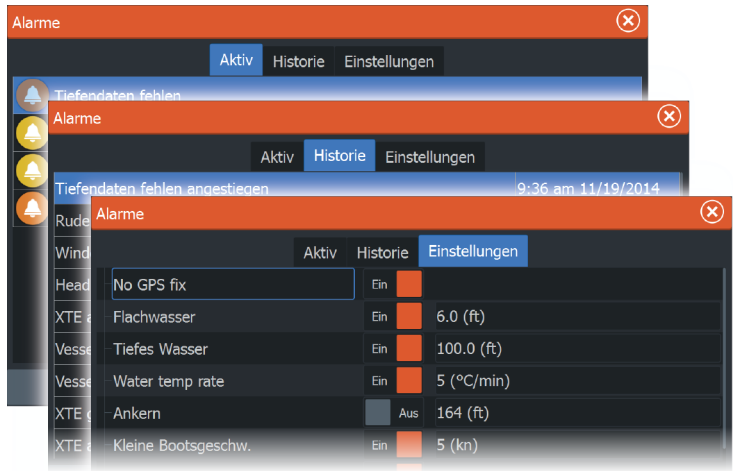 Alarme
Aktiv Historie Einstellungen
Tiefendaten fehlen
Alarme
Aktiv Historie Einstellungen
Tiefendaten fehlen angestiegen 9:36 am 11/19/2014
Rude
Wind
Head
XTE
Vesse
Vesse
XTE
XTE
Alarme
Aktiv Historie Einstellungen
No GPS fix Ein
Flachwasser Ein 6.0 (ft)
Tiefes Wasser Ein 100.0 (ft)
Water temp rate Ein 5 (°C/min)
Ankern Aus 164 (ft)
Kleine Bootsgeschw. Ein 5 (kn)